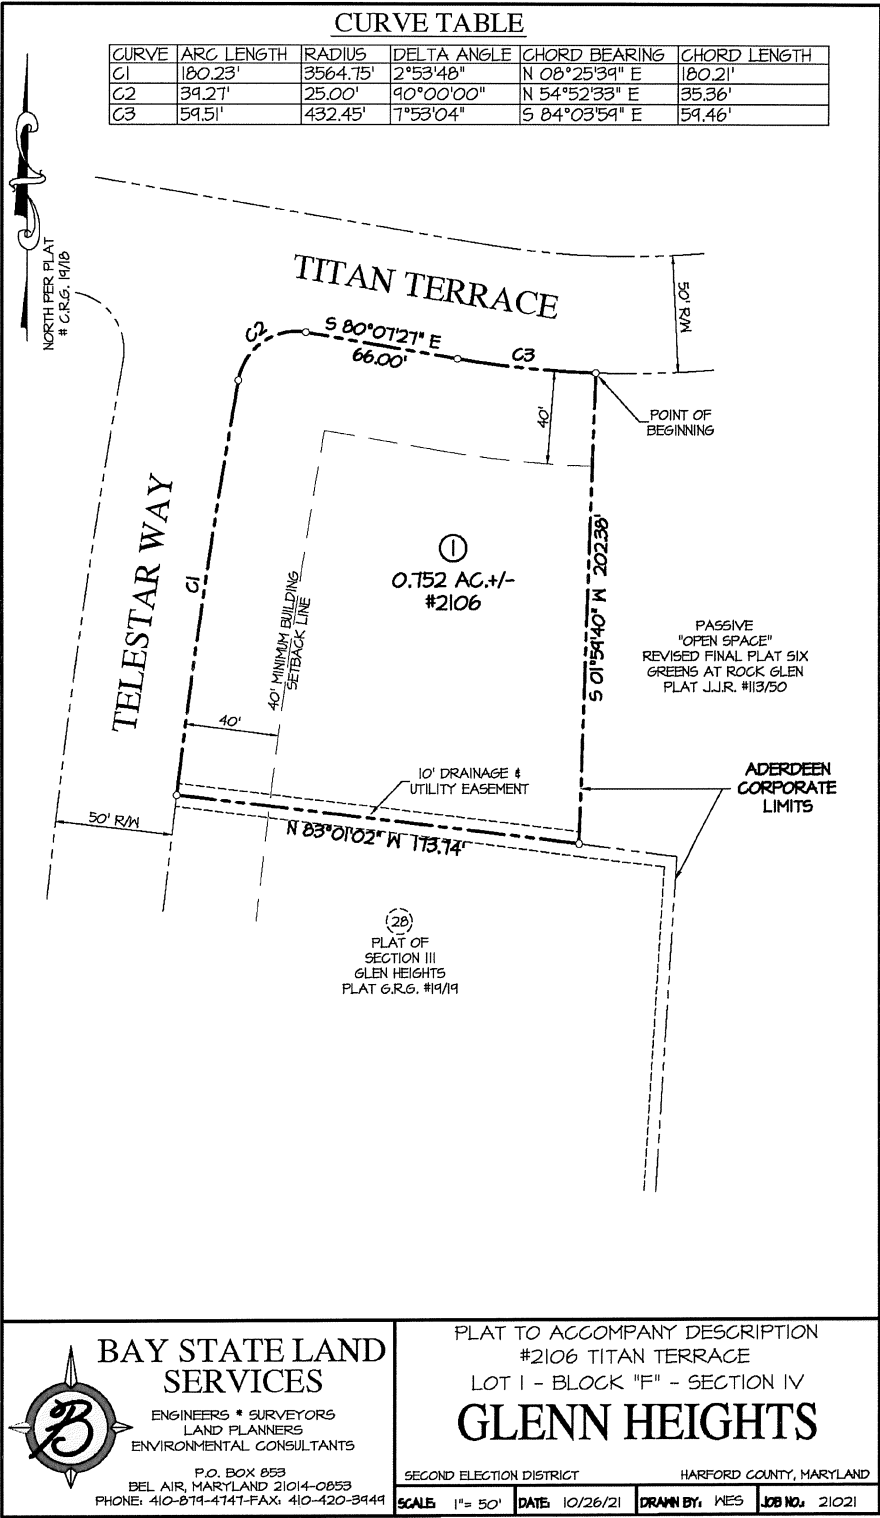 CURVE TABLE
CURVE ARC LENGTH RADIUS DELTA ANGLE CHORD BEARING CHORD LENGTH
C1 180.23' 3564.75' 2°53'48" N 08°25'39" E 180.21'
C2 39.27' 25.00' 90°00'00" N 54°52'33" E 35.36'
C3 59.51' 432.45' 7°53'04" S 84°03'59" E 59.46'
NORTH PER PLAT
# C.R.G. 19/18
TITAN TERRACE
50' R/W
C2
S 80°07'27" E
66.00'
C3
40'
POINT OF
BEGINNING
TELESTAR WAY
C1
40' MINIMUM BUILDING
SETBACK LINE
1
0.752 AC.+/-
#2106
S 01°54'40" W 202.38'
PASSIVE
"OPEN SPACE"
REVISED FINAL PLAT SIX
GREENS AT ROCK GLEN
PLAT J.J.R. #113/50
40'
10' DRAINAGE &
UTILITY EASEMENT
ADERDEEN
CORPORATE
LIMITS
50' R/W
N 83°01'02" W 173.74'
28
PLAT OF
SECTION III
GLEN HEIGHTS
PLAT G.R.G. #19/19
B
BAY STATE LAND
SERVICES
ENGINEERS * SURVEYORS
LAND PLANNERS
ENVIRONMENTAL CONSULTANTS
P.O. BOX 853
BEL AIR, MARYLAND 21014-0853
PHONE: 410-879-4747-FAX: 410-420-3949
PLAT TO ACCOMPANY DESCRIPTION
#2106 TITAN TERRACE
LOT 1 - BLOCK "F" - SECTION IV
GLENN HEIGHTS
SECOND ELECTION DISTRICT HARFORD COUNTY, MARYLAND
SCALE: 1"= 50' DATE: 10/26/21 DRAWN BY: WES JOB NO.: 21021